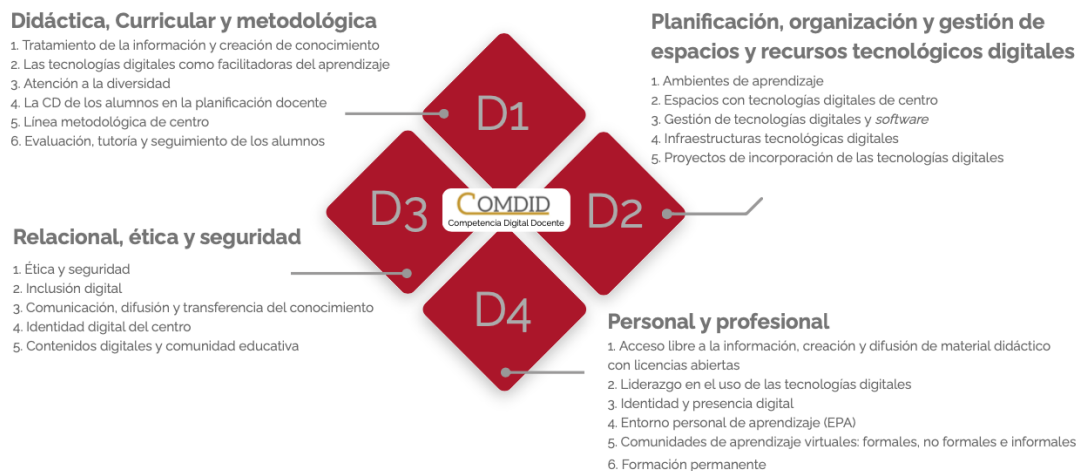 Didáctica, Curricular y metodológica
1. Tratamiento de la información y creación de conocimiento
2. Las tecnologías digitales como facilitadoras del aprendizaje
3. Atención a la diversidad
4. La CD de los alumnos en la planificación docente
5. Línea metodológica de centro
6. Evaluación, tutoría y seguimiento de los alumnos
Planificación, organización y gestión de
espacios y recursos tecnológicos digitales
1. Ambientes de aprendizaje
2. Espacios con tecnologías digitales de centro
3. Gestión de tecnologías digitales y software
4. Infraestructuras tecnológicas digitales
5. Proyectos de incorporación de las tecnologías digitales
D1
D3
COMDID
Competencia Digital Docente
D2
D4
Relacional, ética y seguridad
1. Ética y seguridad
2. Inclusión digital
3. Comunicación, difusión y transferencia del conocimiento
4. Identidad digital del centro
5. Contenidos digitales y comunidad educativa
Personal y profesional
1. Acceso libre a la información, creación y difusión de material didáctico
con licencias abiertas
2. Liderazgo en el uso de las tecnologías digitales
3. Identidad y presencia digital
4. Entorno personal de aprendizaje (EPA)
5. Comunidades de aprendizaje virtuales: formales, no formales e informales
6. Formación permanente